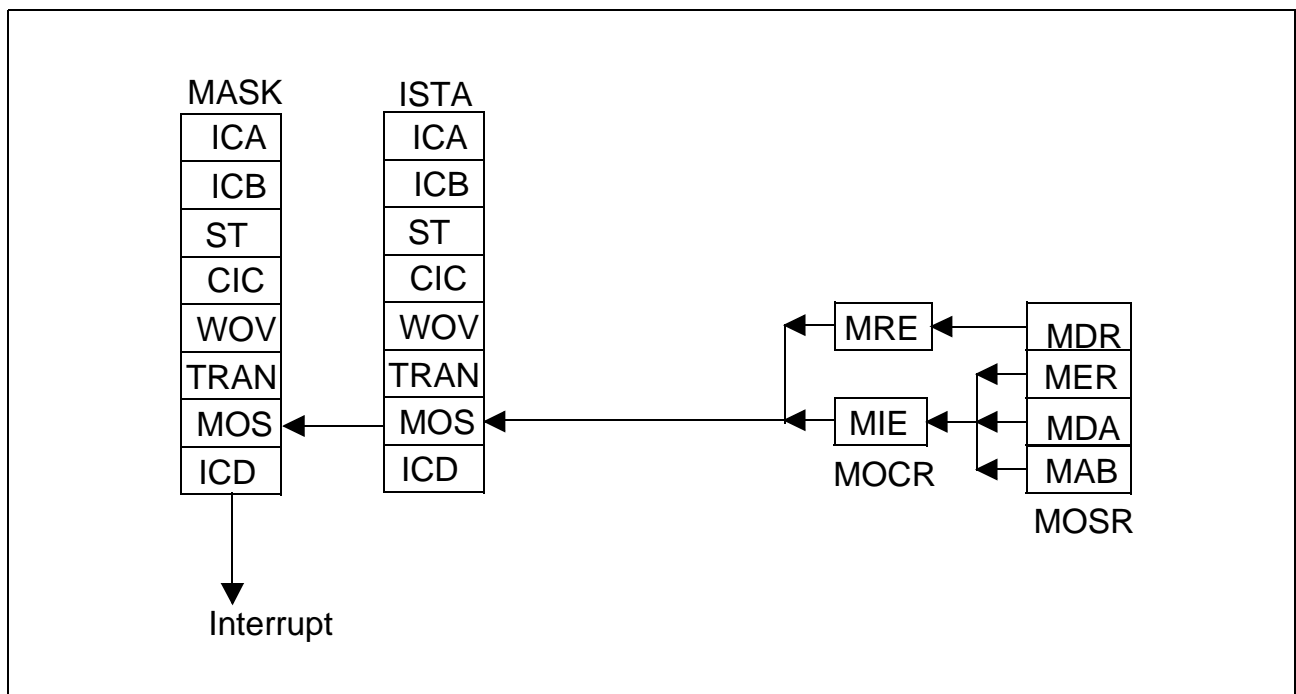 MASK
ICA
ICB
ST
CIC
WOV
TRAN
MOS
ICD
Interrupt
ISTA
ICA
ICB
ST
CIC
WOV
TRAN
MOS
ICD
MRE
MIE
MOCR
MDR
MER
MDA
MAB
MOSR